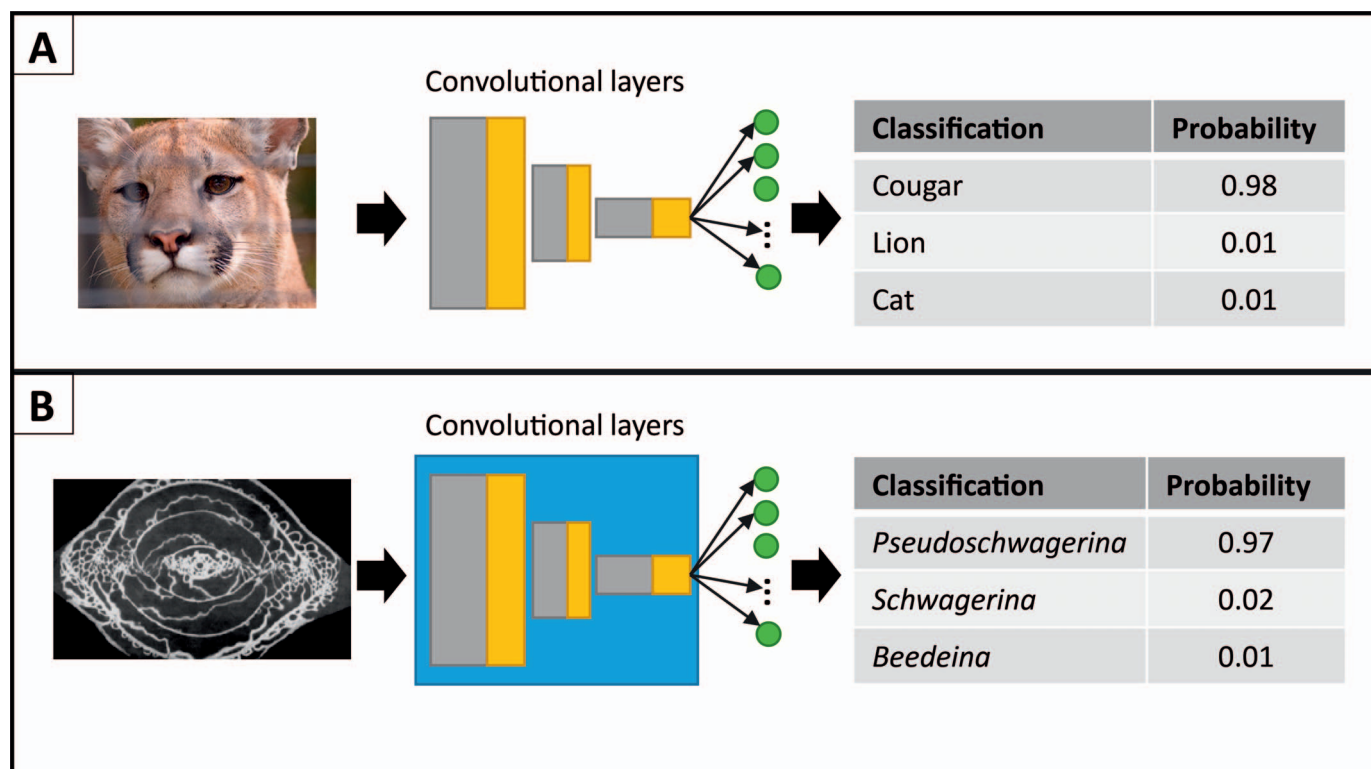 A
Convolutional layers
Classification Probability
Cougar 0.98
Lion 0.01
Cat 0.01
B
Convolutional layers
Classification Probability
Pseudoschwagerina 0.97
Schwagerina 0.02
Beedeina 0.01